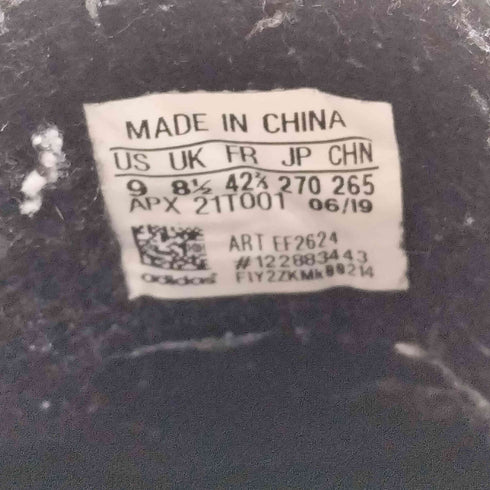 MADE IN CHINA
US UK FR JP CHN
9 8½ 42⅔ 270 265
APX 21T001 06/19
ART EF2624
#122883443
adidas